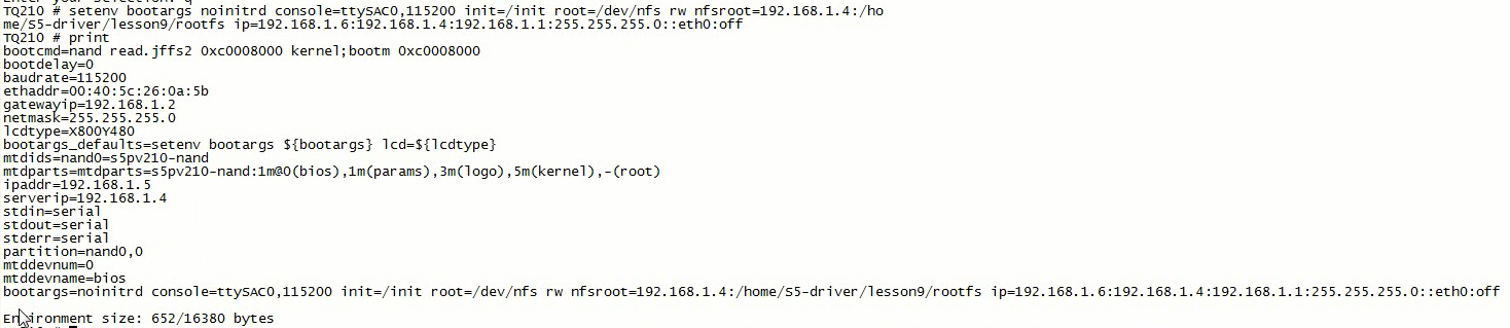 Enter your Selection: q
TQ210 # setenv bootargs noinitrd console=ttySAC0,115200 init=/init root=/dev/nfs rw nfsroot=192.168.1.4:/ho
me/S5-driver/lesson9/rootfs ip=192.168.1.6:192.168.1.4:192.168.1.1:255.255.255.0::eth0:off
TQ210 # print
bootcmd=nand read.jffs2 0xc0008000 kernel;bootm 0xc0008000
bootdelay=0
baudrate=115200
ethaddr=00:40:5c:26:0a:5b
gatewayip=192.168.1.2
netmask=255.255.255.0
lcdtype=X800Y480
bootargs_defaults=setenv bootargs ${bootargs} lcd=${lcdtype}
mtdids=nand0=s5pv210-nand
mtdparts=mtdparts=s5pv210-nand:1m@0(bios),1m(params),3m(logo),5m(kernel),-(root)
ipaddr=192.168.1.5
serverip=192.168.1.4
stdin=serial
stdout=serial
stderr=serial
partition=nand0,0
mtddevnum=0
mtddevname=bios
bootargs=noinitrd console=ttySAC0,115200 init=/init root=/dev/nfs rw nfsroot=192.168.1.4:/home/S5-driver/lesson9/rootfs ip=192.168.1.6:192.168.1.4:192.168.1.1:255.255.255.0::eth0:off
Environment size: 652/16380 bytes